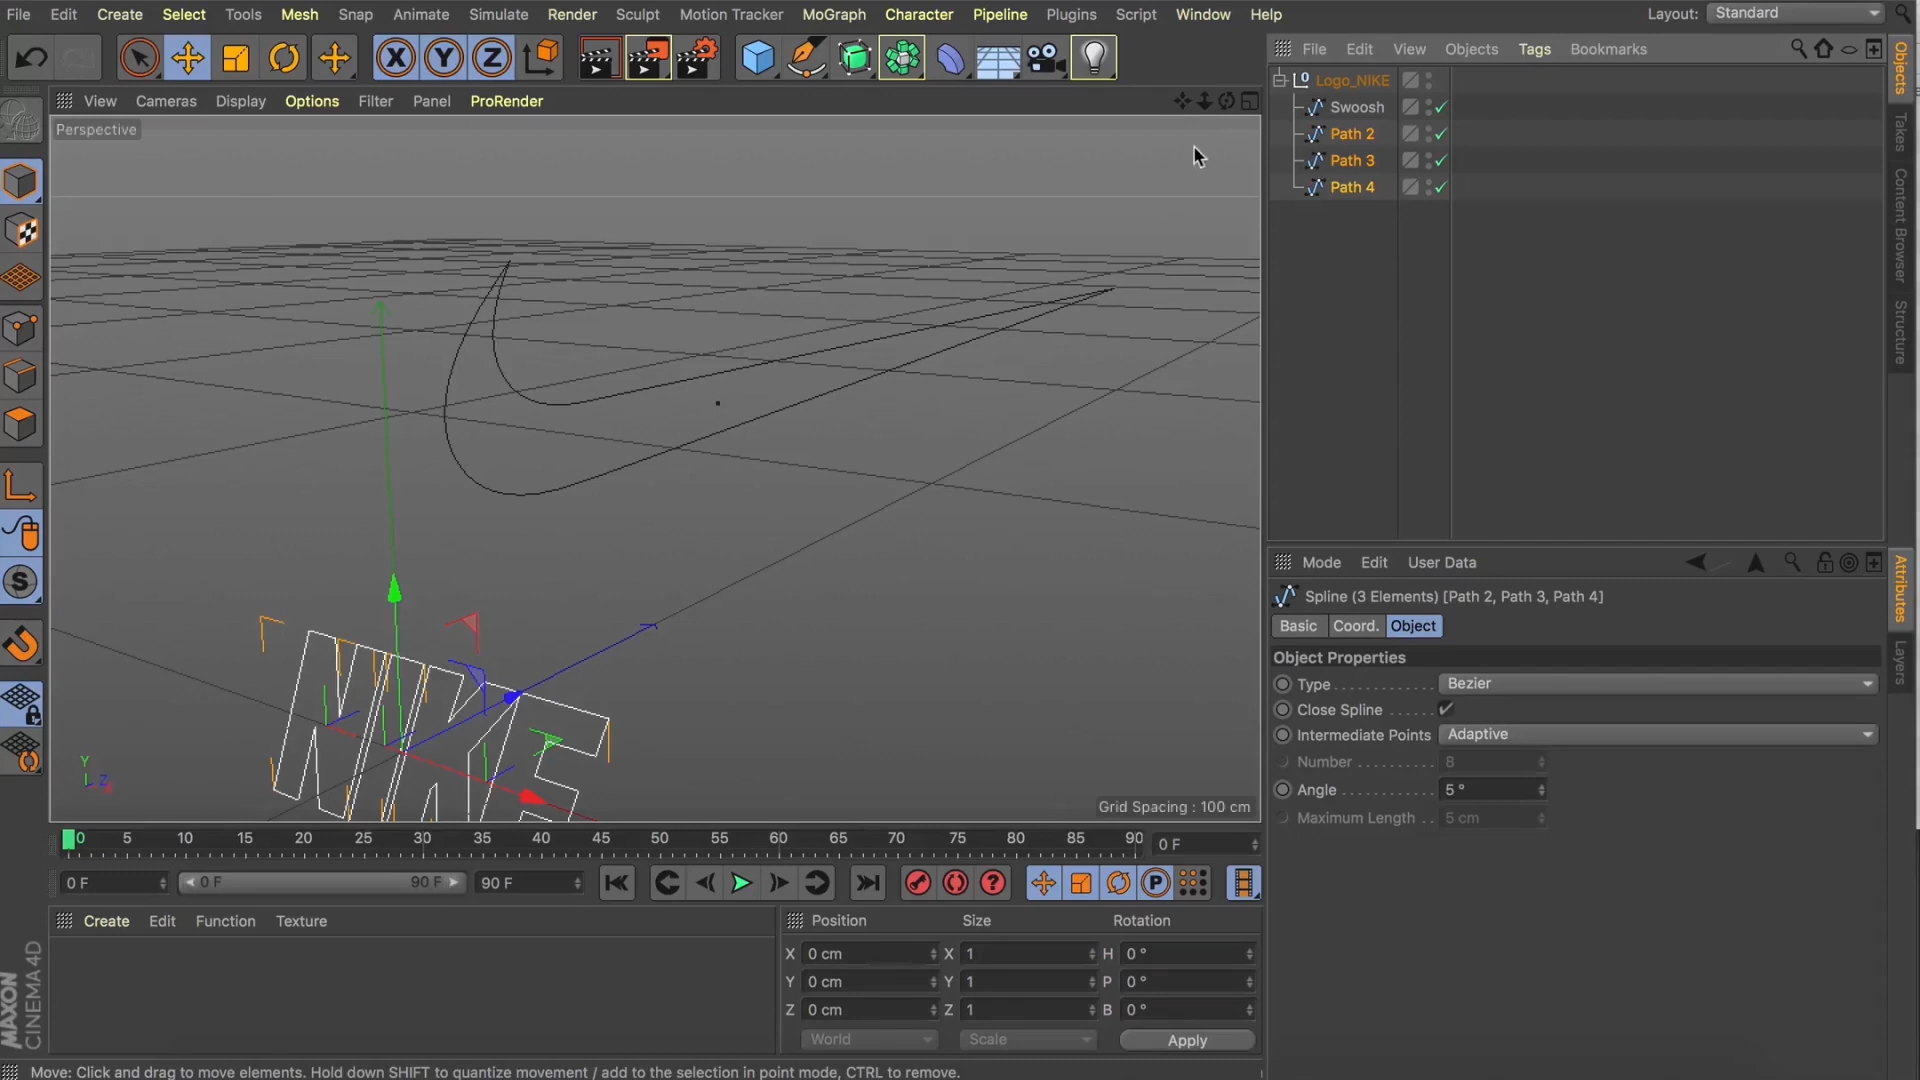 File Edit Create Select Tools Mesh Snap Animate Simulate Render Sculpt Motion Tracker MoGraph Character Pipeline Plugins Script Window Help Layout: Standard
X Y Z
File Edit View Objects Tags Bookmarks
Objects
Takes
Content Browser
Structure
View Cameras Display Options Filter Panel ProRender
Perspective
Logo_NIKE
Swoosh
Path 2
Path 3
Path 4
Grid Spacing : 100 cm
Y
Z
Mode Edit User Data
Attributes
Layers
Spline (3 Elements) [Path 2, Path 3, Path 4]
Basic Coord. Object
Object Properties
Type Bezier
Close Spline
Intermediate Points Adaptive
Number 8
Angle 5 °
Maximum Length 5 cm
0 5 10 15 20 25 30 35 40 45 50 55 60 65 70 75 80 85 90 0 F
0 F 0 F 90 F 90 F
Create Edit Function Texture
Position Size Rotation
X 0 cm X 1 H 0 °
Y 0 cm Y 1 P 0 °
Z 0 cm Z 1 B 0 °
World Scale Apply
MAXON
CINEMA 4D
Move: Click and drag to move elements. Hold down SHIFT to quantize movement / add to the selection in point mode, CTRL to remove.